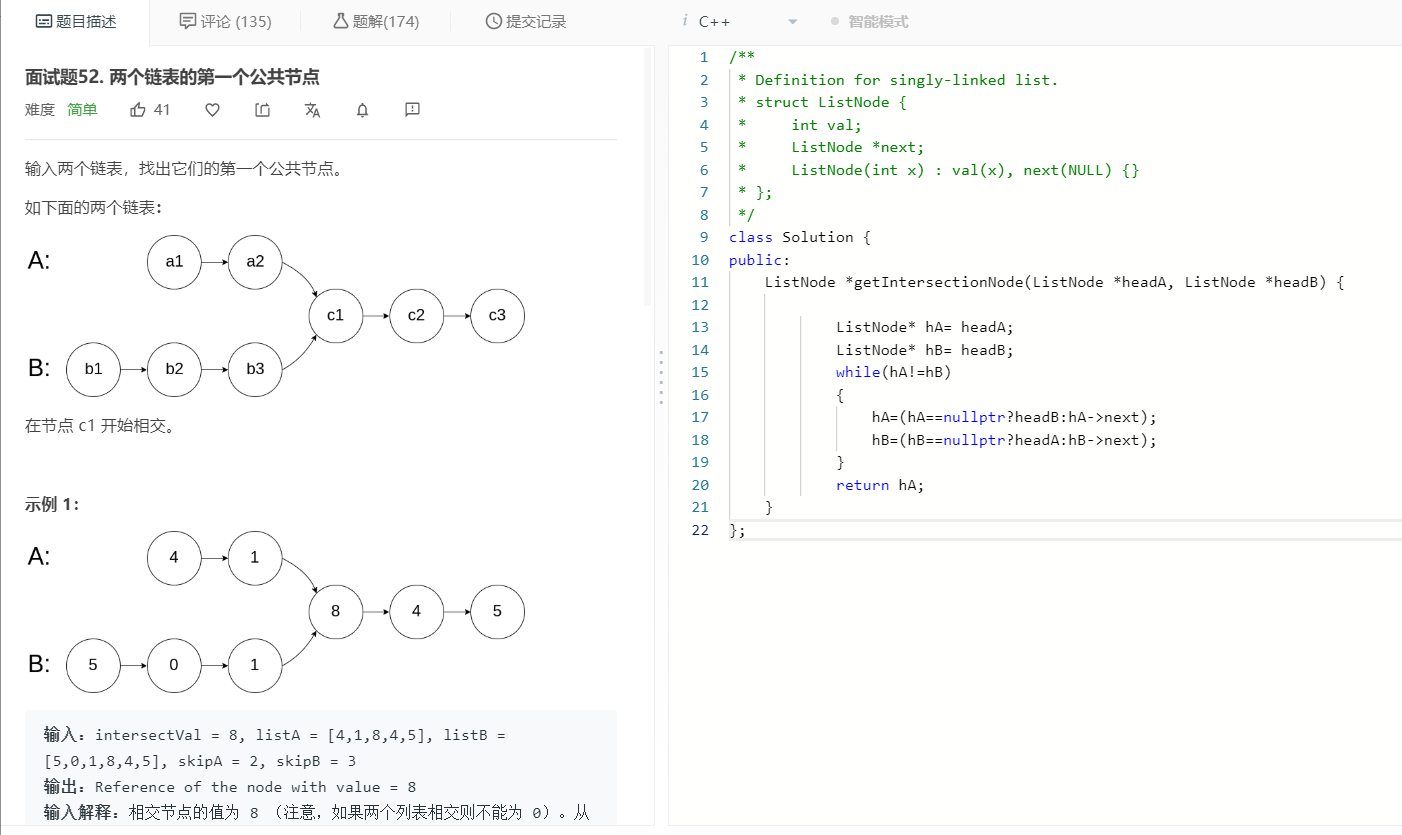 题目描述
评论 (135)
题解(174)
提交记录
面试题52. 两个链表的第一个公共节点
难度 简单 41
输入两个链表，找出它们的第一个公共节点。
如下面的两个链表：
A:
a1
a2
c1
c2
c3
B:
b1
b2
b3
在节点 c1 开始相交。
示例 1：
A:
4
1
8
4
5
B:
5
0
1
输入：intersectVal = 8, listA = [4,1,8,4,5], listB =
[5,0,1,8,4,5], skipA = 2, skipB = 3
输出：Reference of the node with value = 8
输入解释：相交节点的值为 8 （注意，如果两个列表相交则不能为 0）。从
i C++ 智能模式
1 /**
2 * Definition for singly-linked list.
3 * struct ListNode {
4 *     int val;
5 *     ListNode *next;
6 *     ListNode(int x) : val(x), next(NULL) {}
7 * };
8 */
9 class Solution {
10 public:
11     ListNode *getIntersectionNode(ListNode *headA, ListNode *headB) {
12
13             ListNode* hA= headA;
14             ListNode* hB= headB;
15             while(hA!=hB)
16             {
17                 hA=(hA==nullptr?headB:hA->next);
18                 hB=(hB==nullptr?headA:hB->next);
19             }
20             return hA;
21     }
22 };